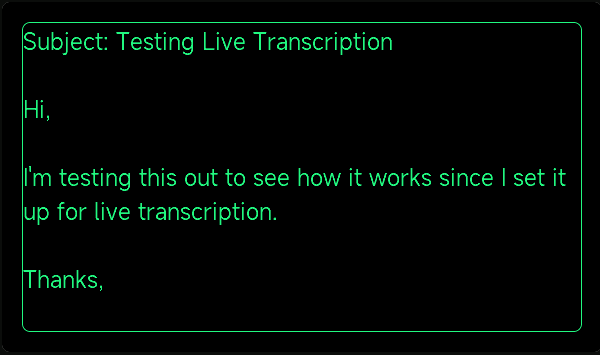 Subject: Testing Live Transcription
Hi,
I'm testing this out to see how it works since I set it
up for live transcription.
Thanks,